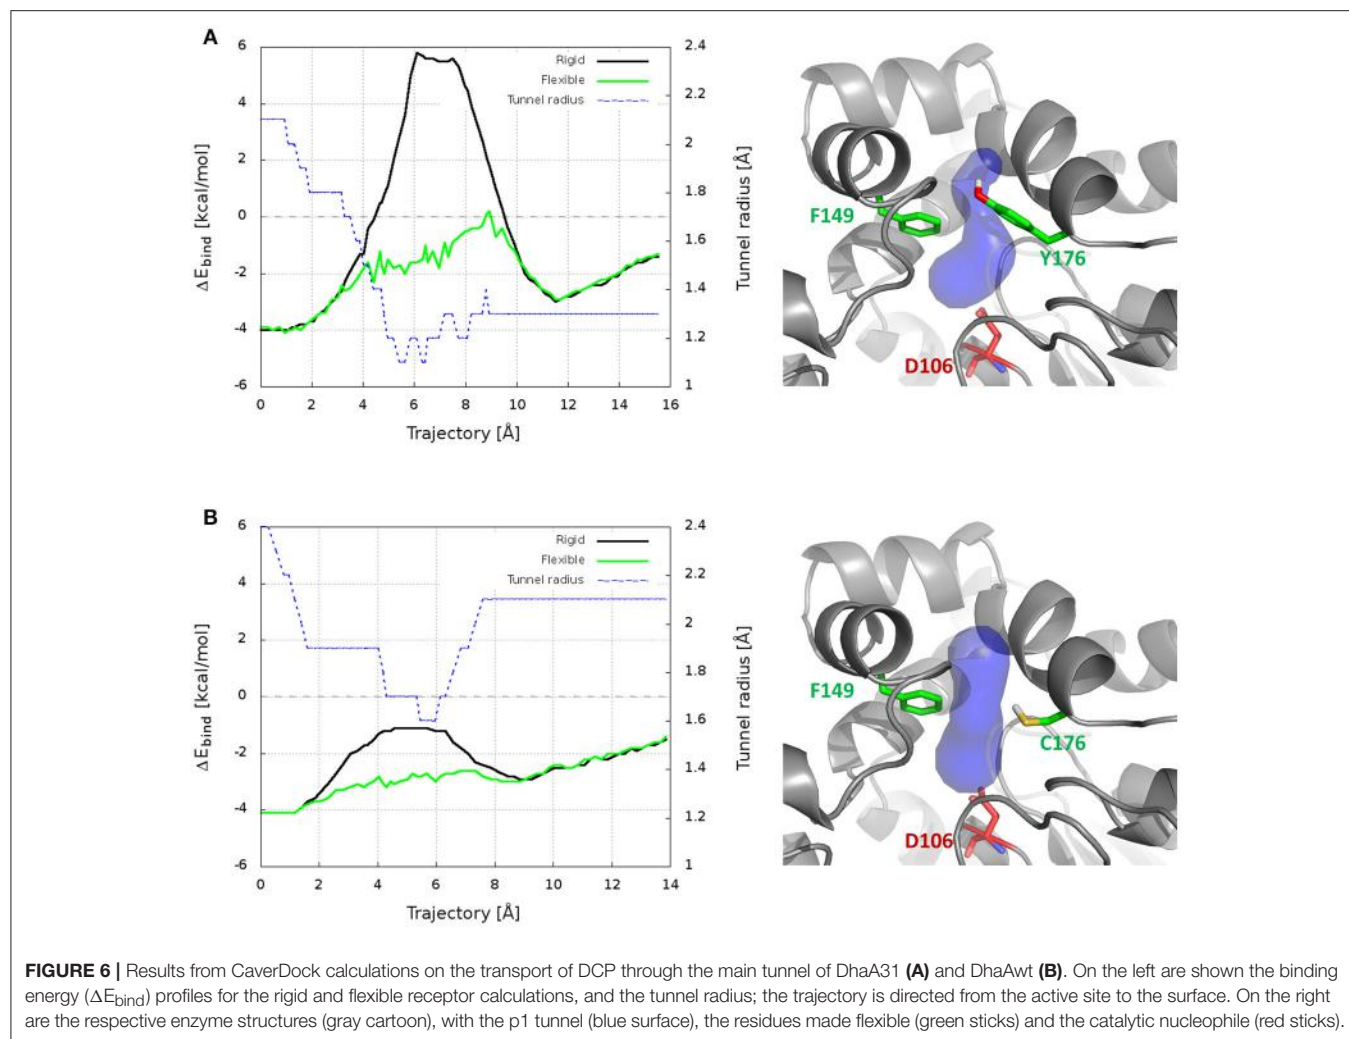 A
6
4
2
0
-2
-4
-6
ΔE_bind [kcal/mol]
Rigid
Flexible
Tunnel radius
2.4
2.2
2
1.8
1.6
1.4
1.2
1
Tunnel radius [Å]
0 2 4 6 8 10 12 14 16
Trajectory [Å]
F149
Y176
D106
B
6
4
2
0
-2
-4
-6
ΔE_bind [kcal/mol]
Rigid
Flexible
Tunnel radius
2.4
2.2
2
1.8
1.6
1.4
1.2
1
Tunnel radius [Å]
0 2 4 6 8 10 12 14
Trajectory [Å]
F149
C176
D106
FIGURE 6 | Results from CaverDock calculations on the transport of DCP through the main tunnel of DhaA31 (A) and DhaAwt (B). On the left are shown the binding
energy (ΔE_bind) profiles for the rigid and flexible receptor calculations, and the tunnel radius; the trajectory is directed from the active site to the surface. On the right
are the respective enzyme structures (gray cartoon), with the p1 tunnel (blue surface), the residues made flexible (green sticks) and the catalytic nucleophile (red sticks).